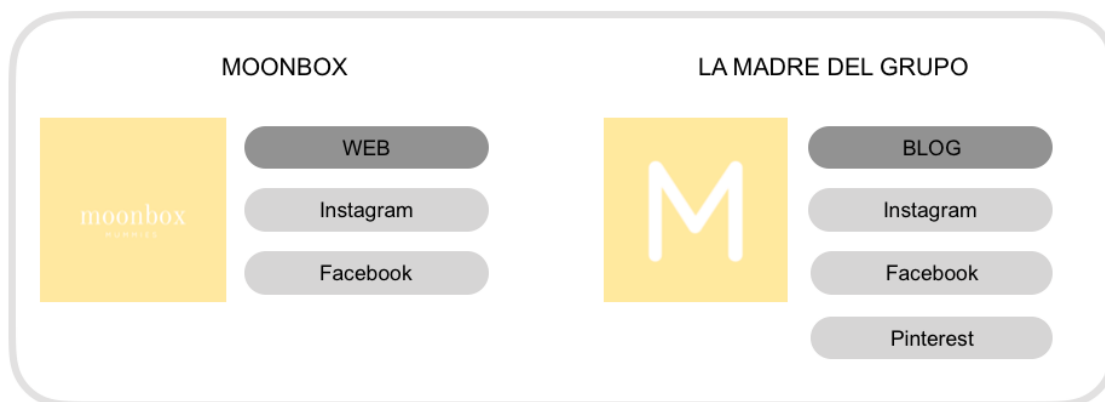 MOONBOX
moonbox
WEB
Instagram
Facebook
LA MADRE DEL GRUPO
M
BLOG
Instagram
Facebook
Pinterest